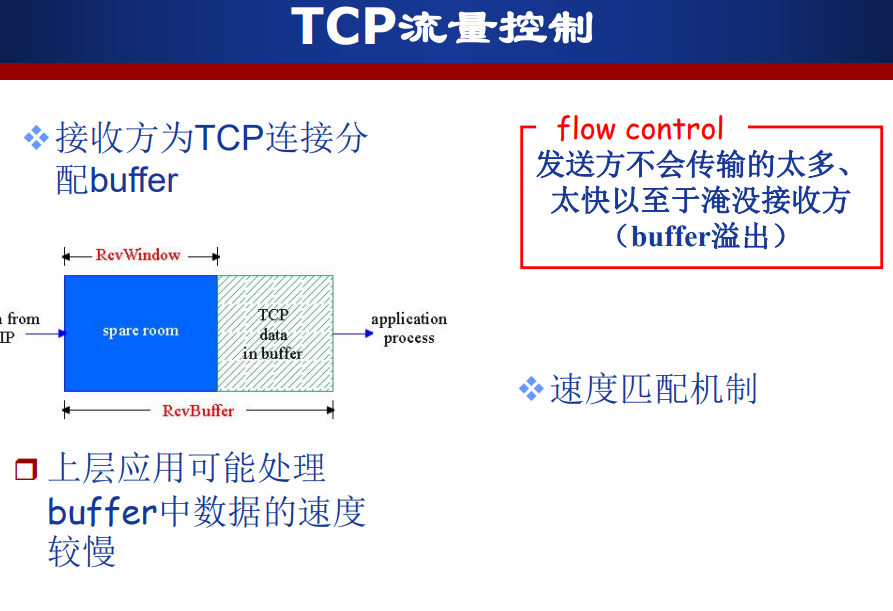 TCP流量控制
接收方为TCP连接分
配buffer
flow control
发送方不会传输的太多、
太快以至于淹没接收方
（buffer溢出）
RcvWindow
from
IP
spare room
TCP
data
in buffer
application
process
RcvBuffer
速度匹配机制
上层应用可能处理
buffer中数据的速度
较慢